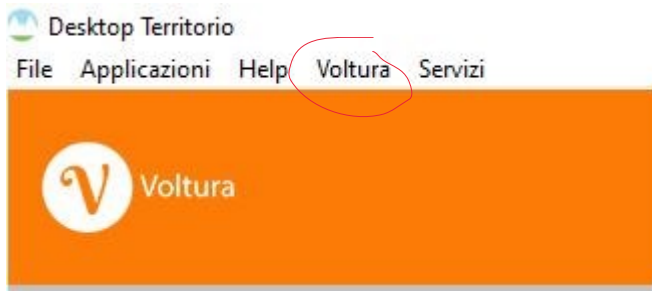 Desktop Territorio
File Applicazioni Help Voltura Servizi
V Voltura